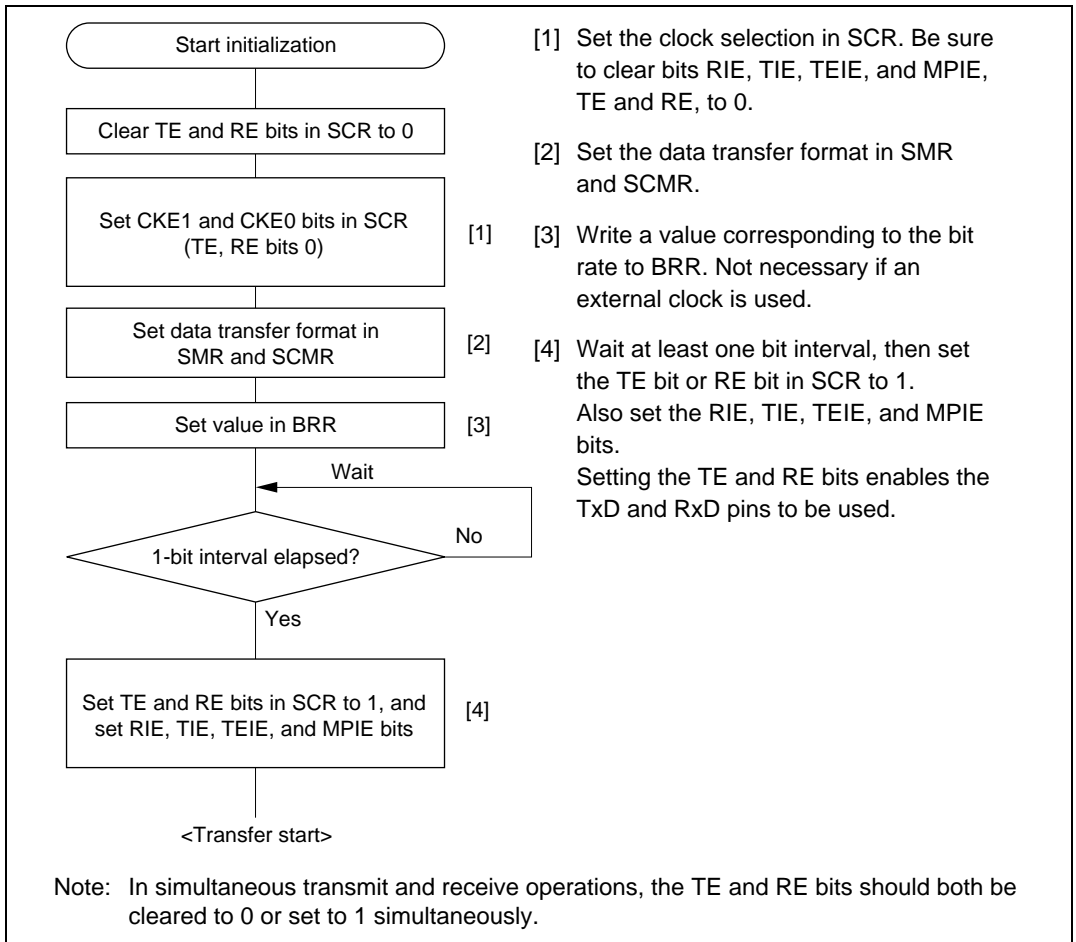 Start initialization
Clear TE and RE bits in SCR to 0
Set CKE1 and CKE0 bits in SCR
(TE, RE bits 0)
[1]
Set data transfer format in
SMR and SCMR
[2]
Set value in BRR
[3]
Wait
No
1-bit interval elapsed?
Yes
Set TE and RE bits in SCR to 1, and
set RIE, TIE, TEIE, and MPIE bits
[4]
<Transfer start>
[1] Set the clock selection in SCR. Be sure
to clear bits RIE, TIE, TEIE, and MPIE,
TE and RE, to 0.
[2] Set the data transfer format in SMR
and SCMR.
[3] Write a value corresponding to the bit
rate to BRR. Not necessary if an
external clock is used.
[4] Wait at least one bit interval, then set
the TE bit or RE bit in SCR to 1.
Also set the RIE, TIE, TEIE, and MPIE
bits.
Setting the TE and RE bits enables the
TxD and RxD pins to be used.
Note: In simultaneous transmit and receive operations, the TE and RE bits should both be
cleared to 0 or set to 1 simultaneously.